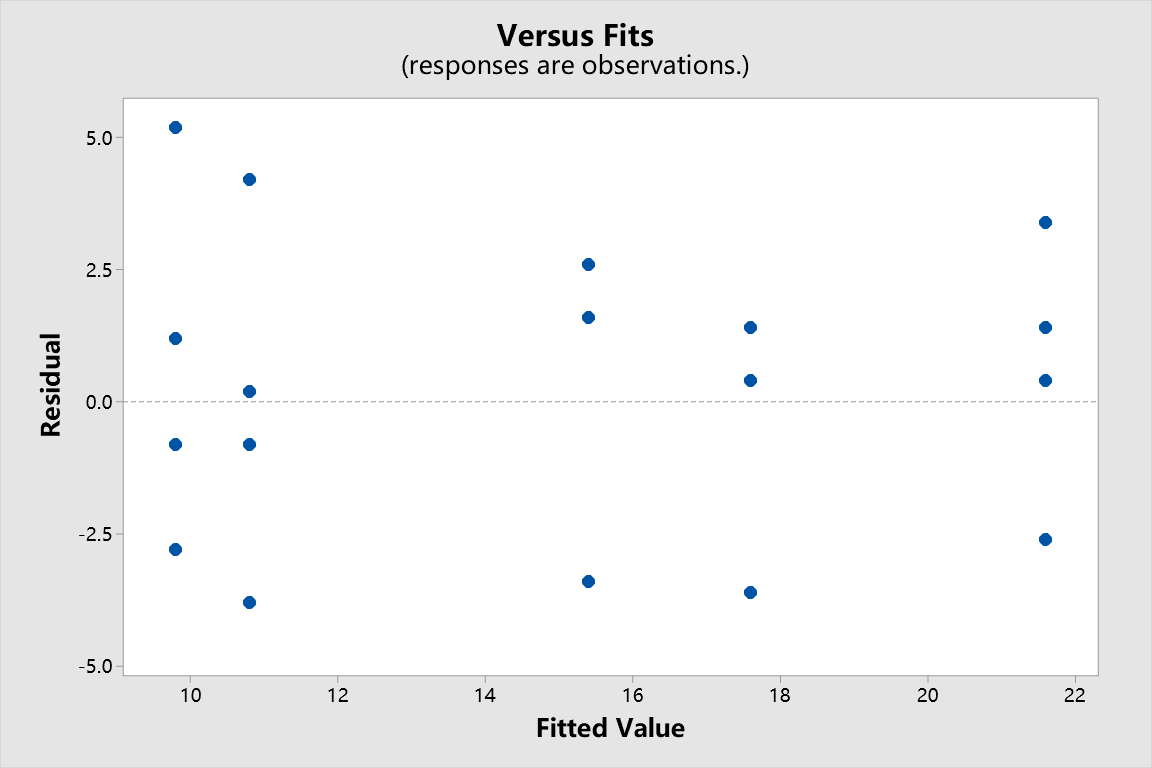 Versus Fits
(responses are observations.)
5.0
2.5
0.0
-2.5
-5.0
Residual
10 12 14 16 18 20 22
Fitted Value